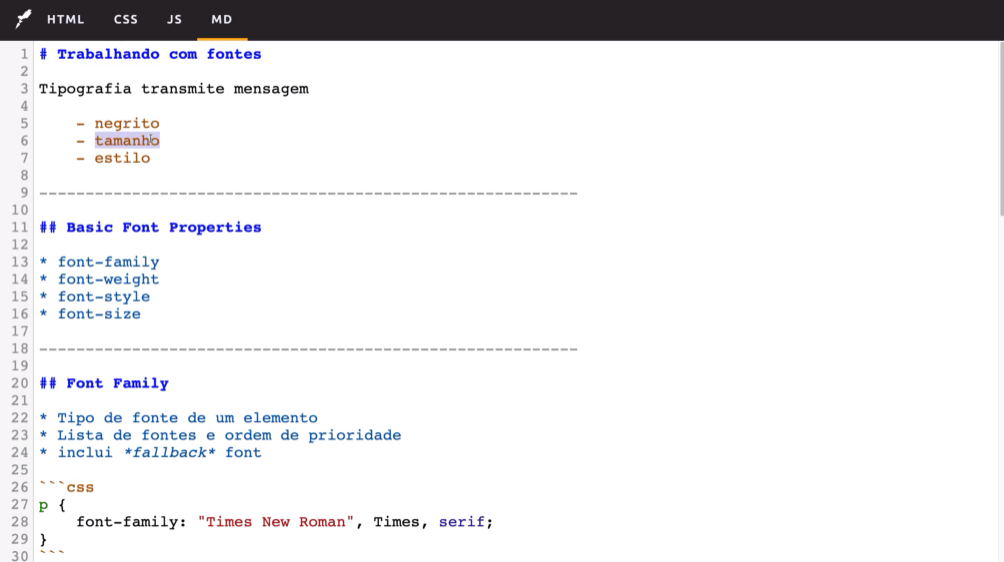 HTML CSS JS MD
1 # Trabalhando com fontes
2
3 Tipografia transmite mensagem
4
5 - negrito
6 - tamanho
7 - estilo
8
9 ----------------------------------------------------------
10
11 ## Basic Font Properties
12
13 * font-family
14 * font-weight
15 * font-style
16 * font-size
17
18 ----------------------------------------------------------
19
20 ## Font Family
21
22 * Tipo de fonte de um elemento
23 * Lista de fontes e ordem de prioridade
24 * inclui *fallback* font
25
26 ```css
27 p {
28 font-family: "Times New Roman", Times, serif;
29 }
30 ```